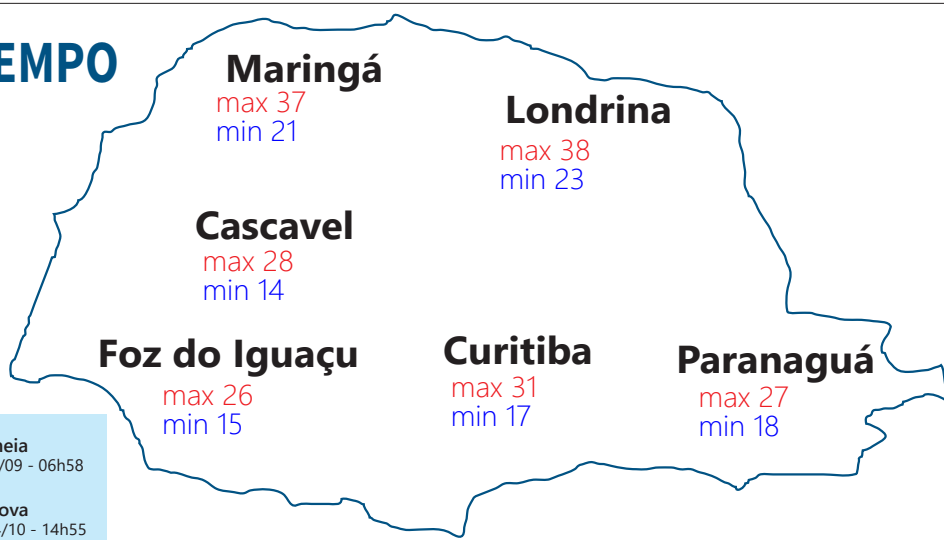 EMPO
Maringá
max 37
min 21
Londrina
max 38
min 23
Cascavel
max 28
min 14
Foz do Iguaçu
max 26
min 15
Curitiba
max 31
min 17
Paranaguá
max 27
min 18
heia
/09 - 06h58
ova
/10 - 14h55